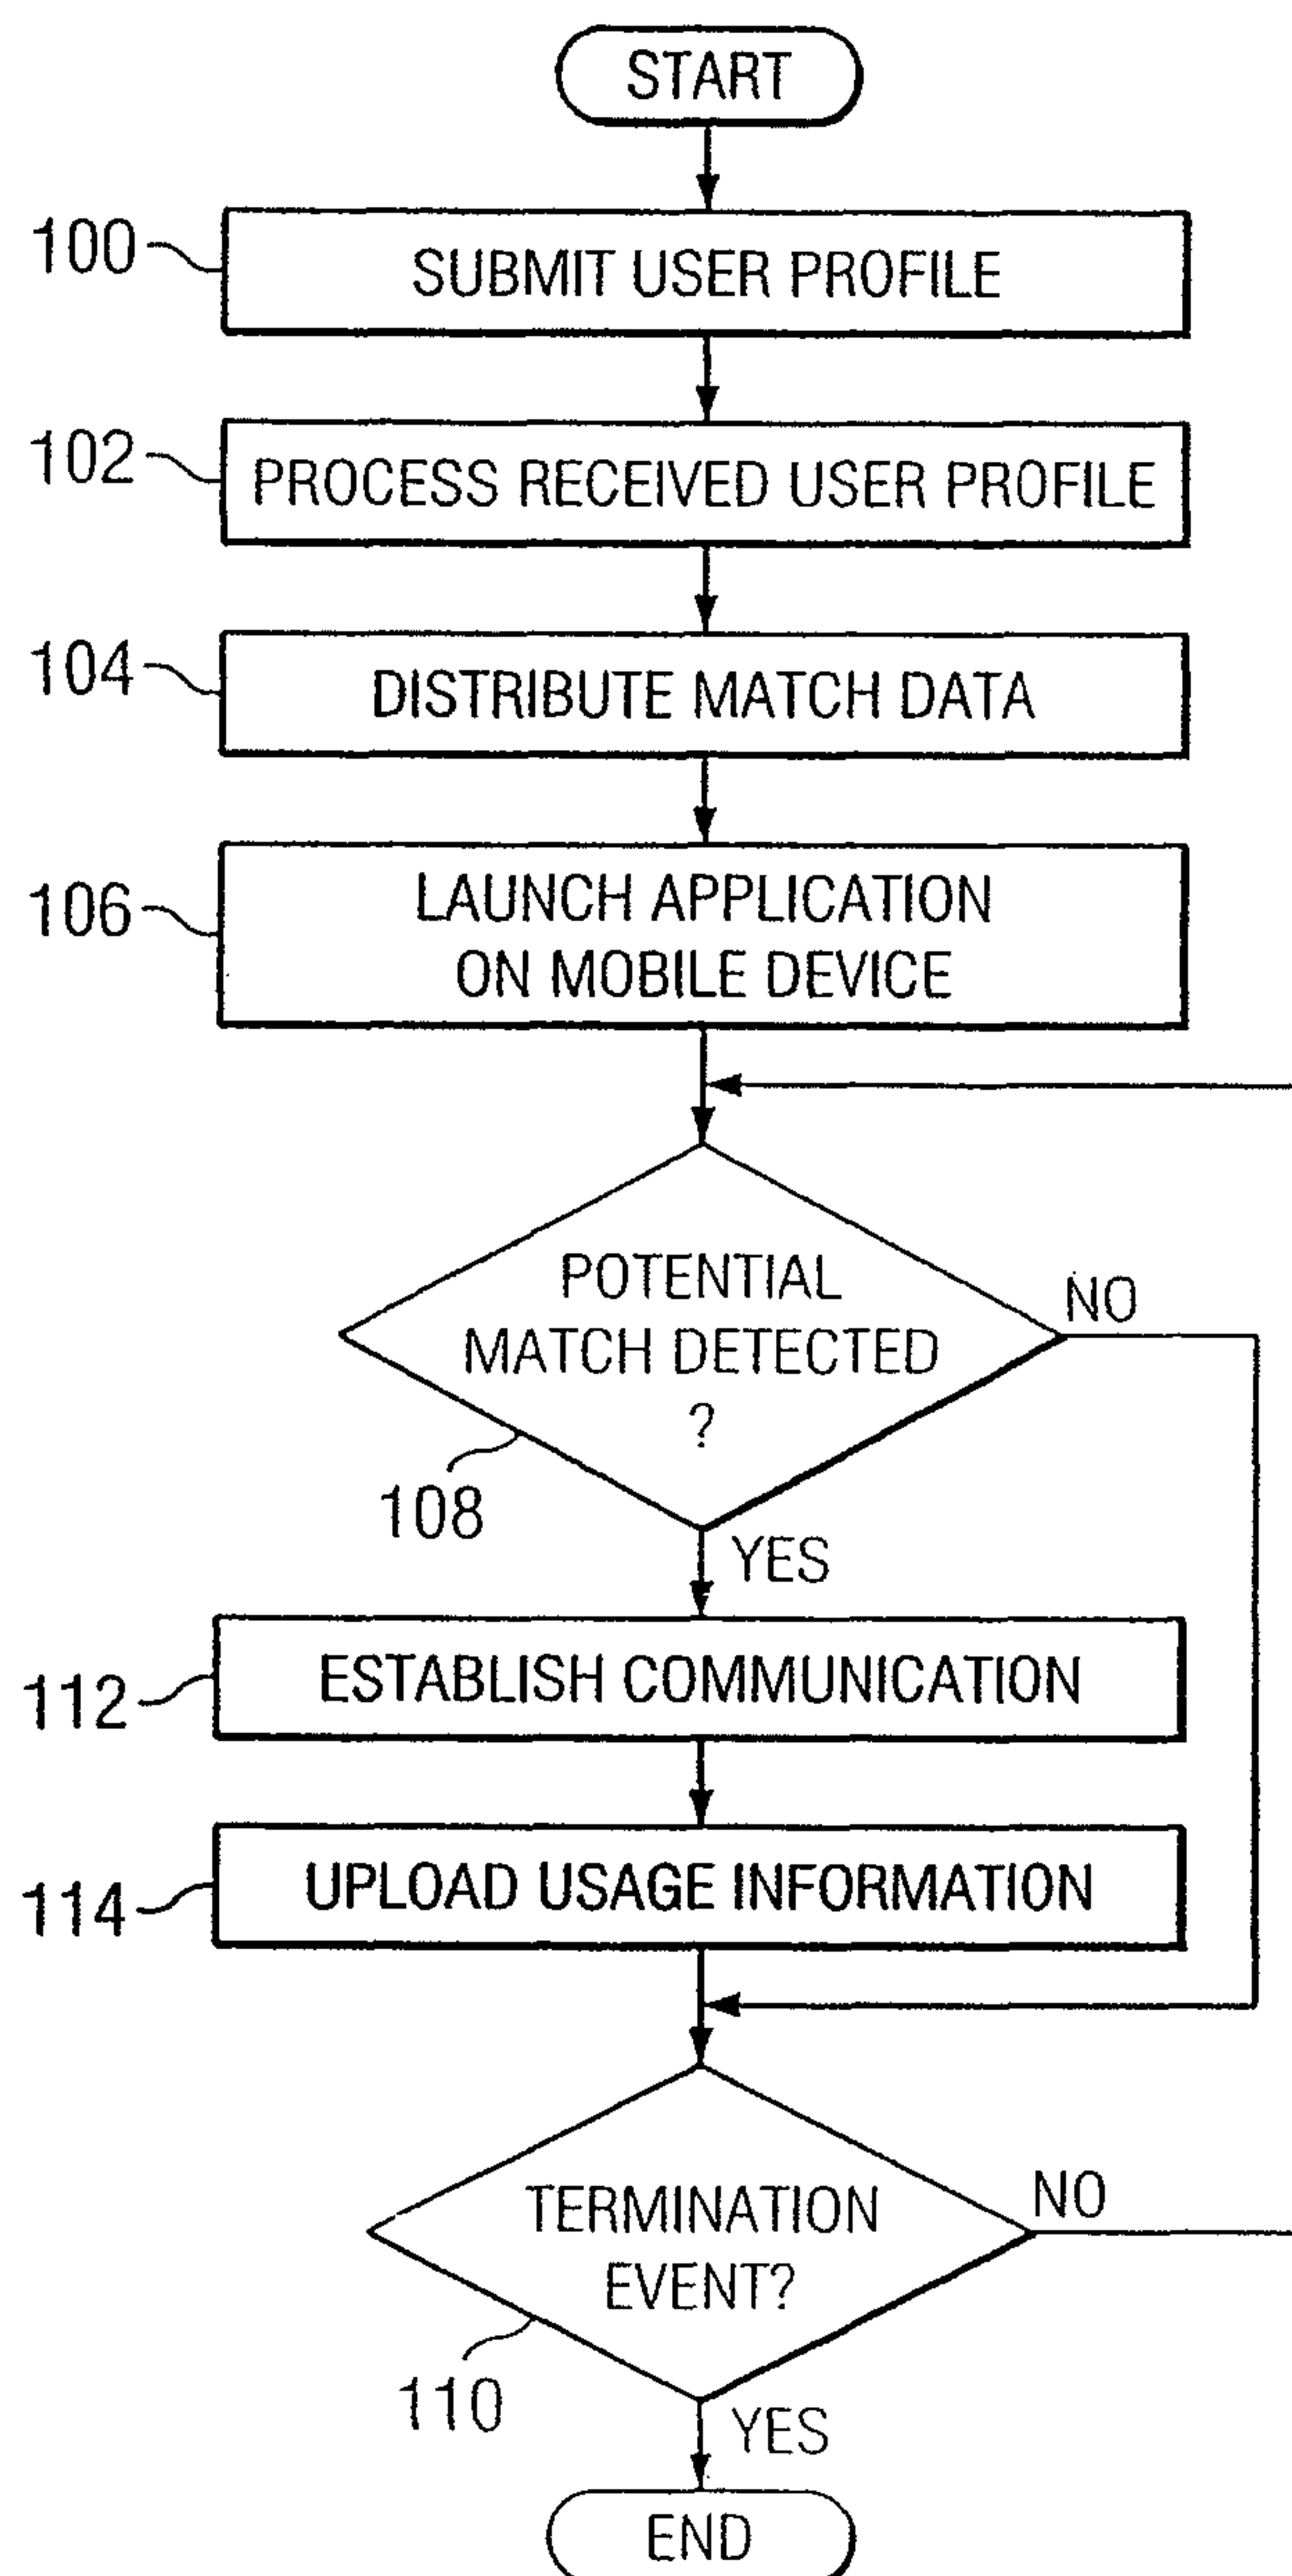 START
100
SUBMIT USER PROFILE
102
PROCESS RECEIVED USER PROFILE
104
DISTRIBUTE MATCH DATA
106
LAUNCH APPLICATION
ON MOBILE DEVICE
POTENTIAL
MATCH DETECTED
?
NO
108
YES
112
ESTABLISH COMMUNICATION
114
UPLOAD USAGE INFORMATION
TERMINATION
EVENT?
NO
110
YES
END